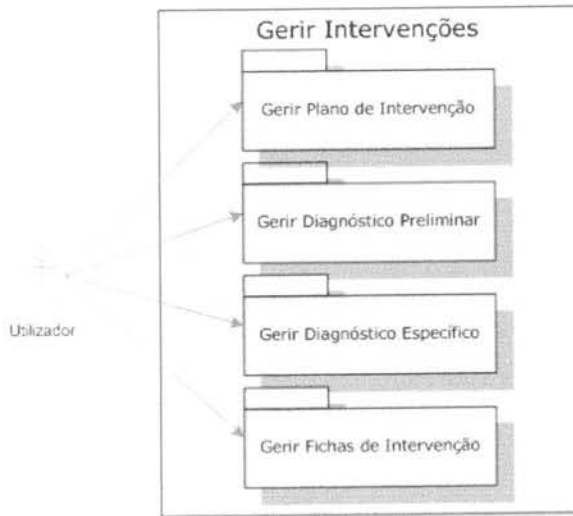 Gerir Intervenções
Gerir Plano de Intervenção
Gerir Diagnóstico Preliminar
Gerir Diagnóstico Específico
Gerir Fichas de Intervenção
Utilizador